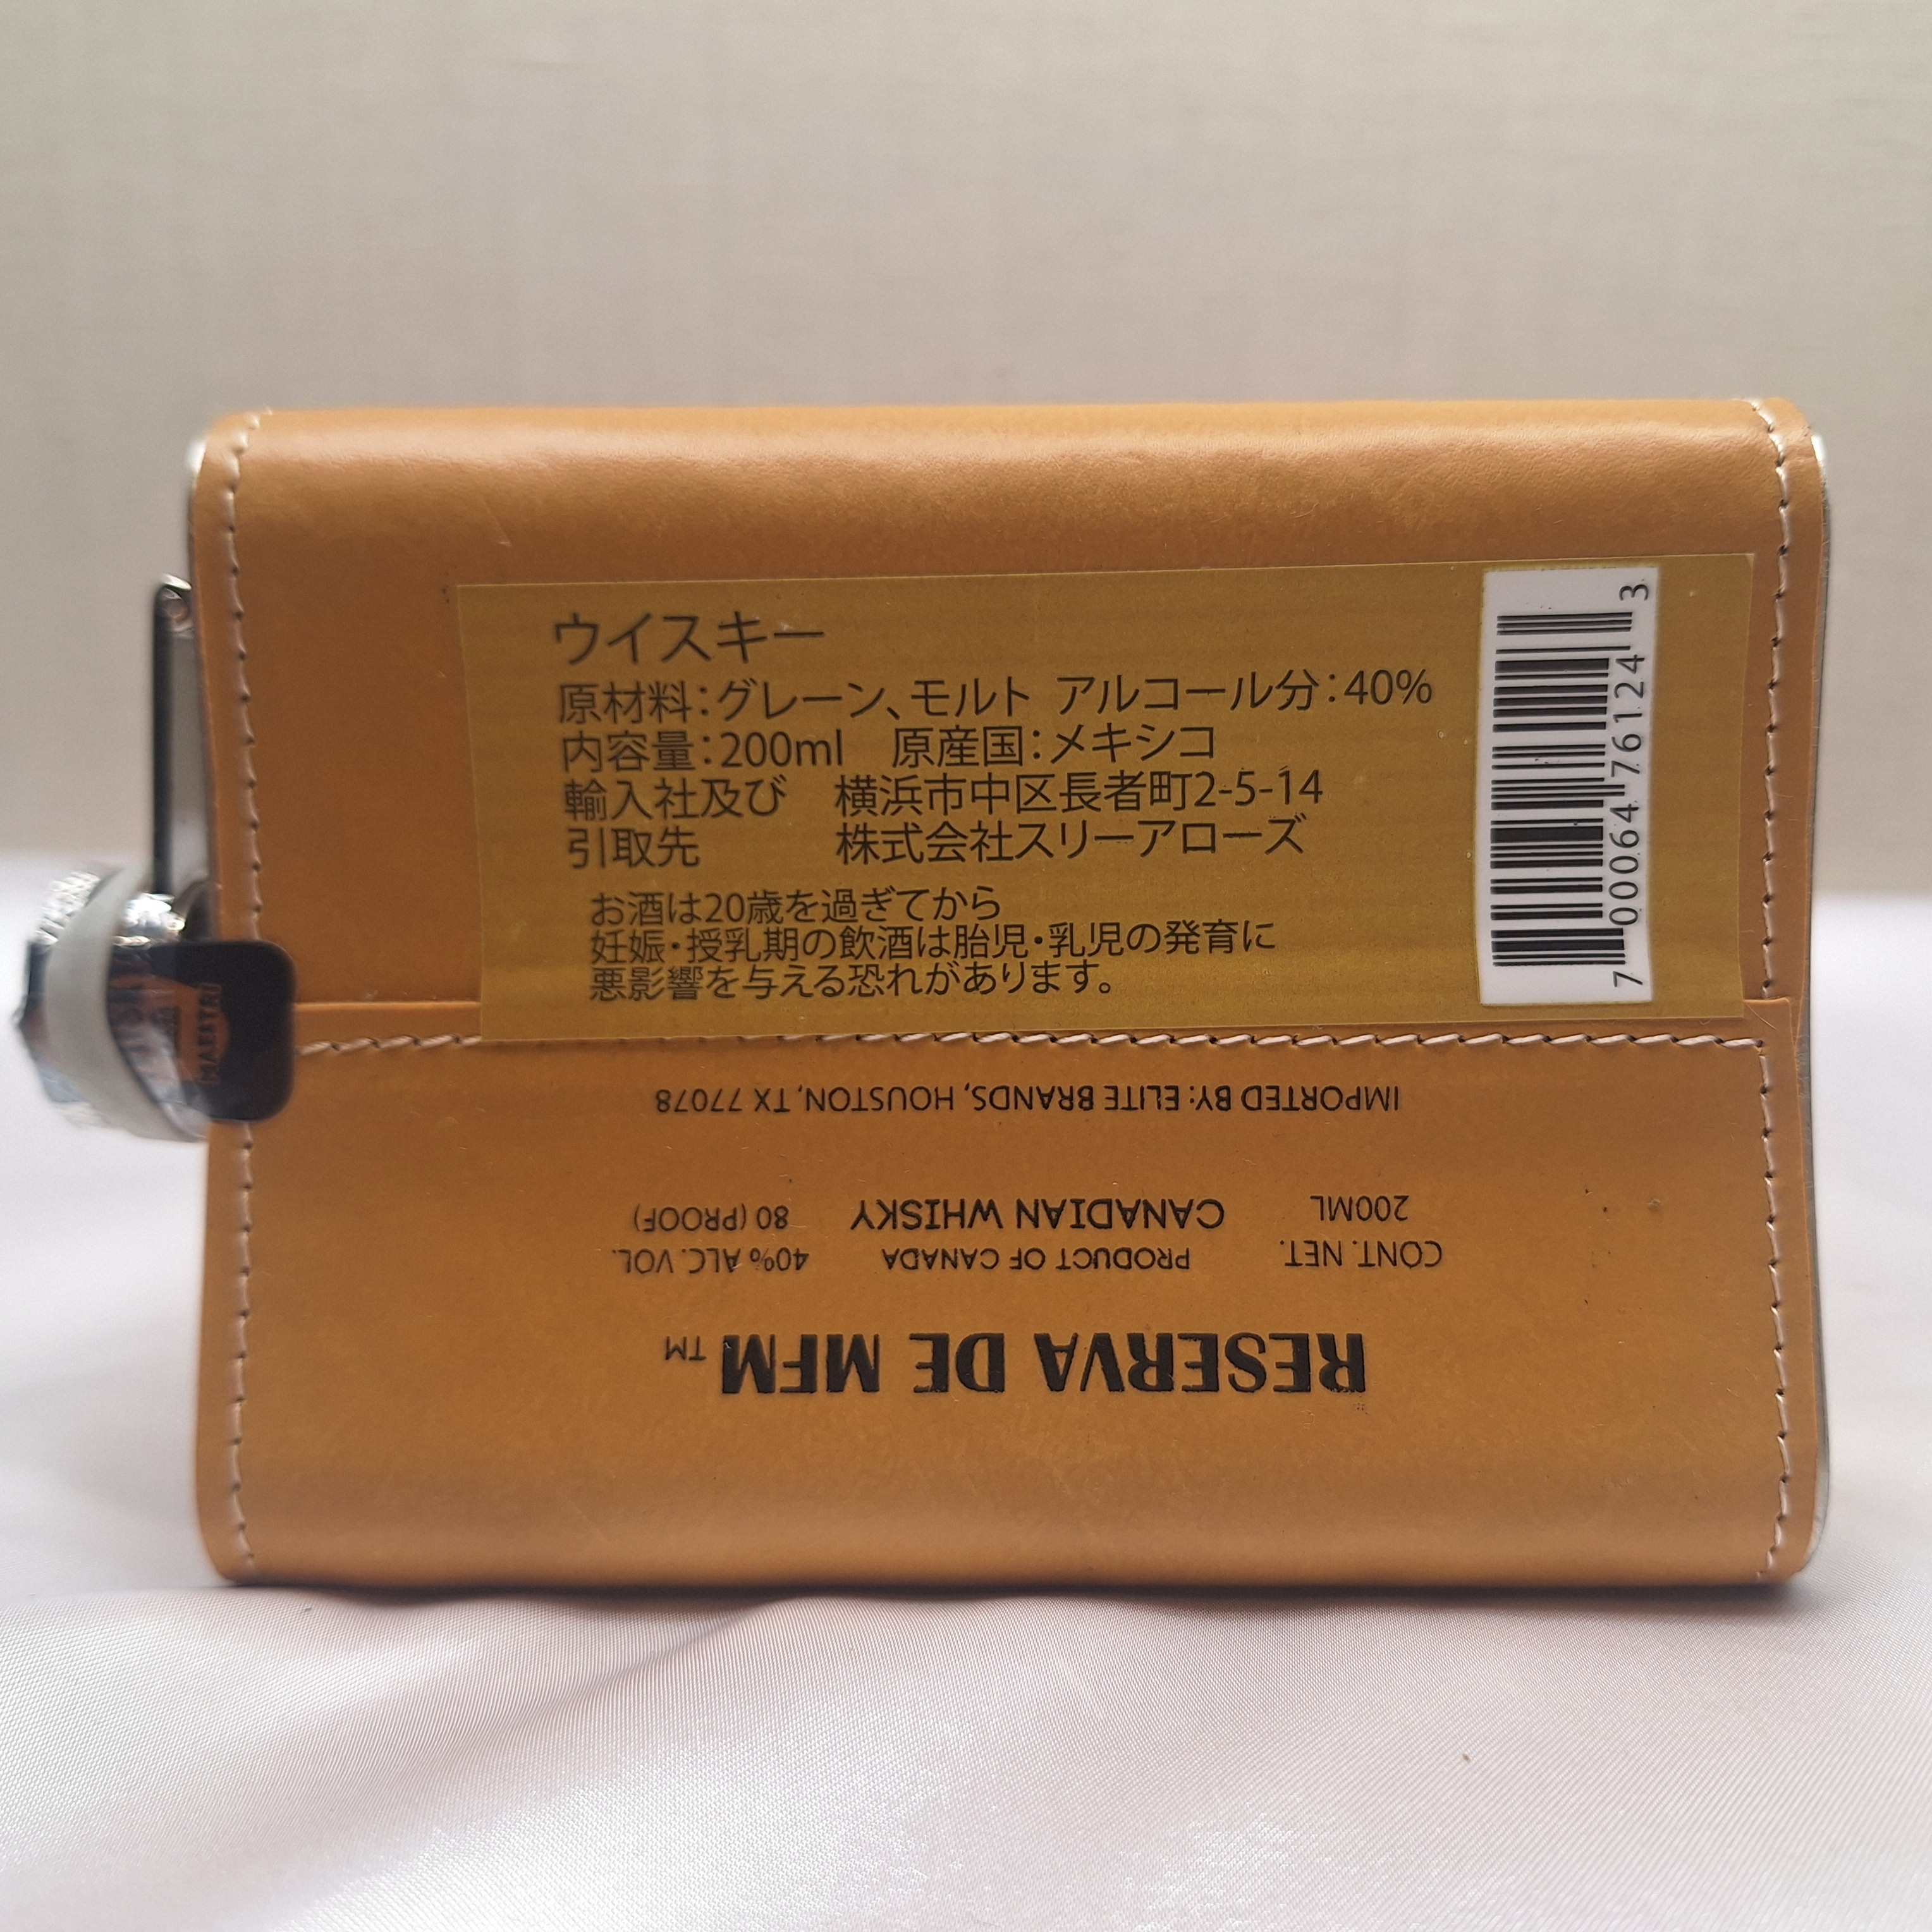 ウイスキー
原材料：グレーン、モルト アルコール分：40%
内容量：200ml 原産国：メキシコ
輸入社及び 横浜市中区長者町2-5-14
引取先 株式会社スリーアローズ
お酒は20歳を過ぎてから
妊娠・授乳期の飲酒は胎児・乳児の発育に
悪影響を与える恐れがあります。
7 00064 76124 3
RESERVA DE MFM ™
CONT. NET. PRODUCT OF CANADA 40% ALC. VOL.
200ML CANADIAN WHISKY 80 (PROOF)
IMPORTED BY: ELITE BRANDS, HOUSTON, TX 77078
MAESTRI